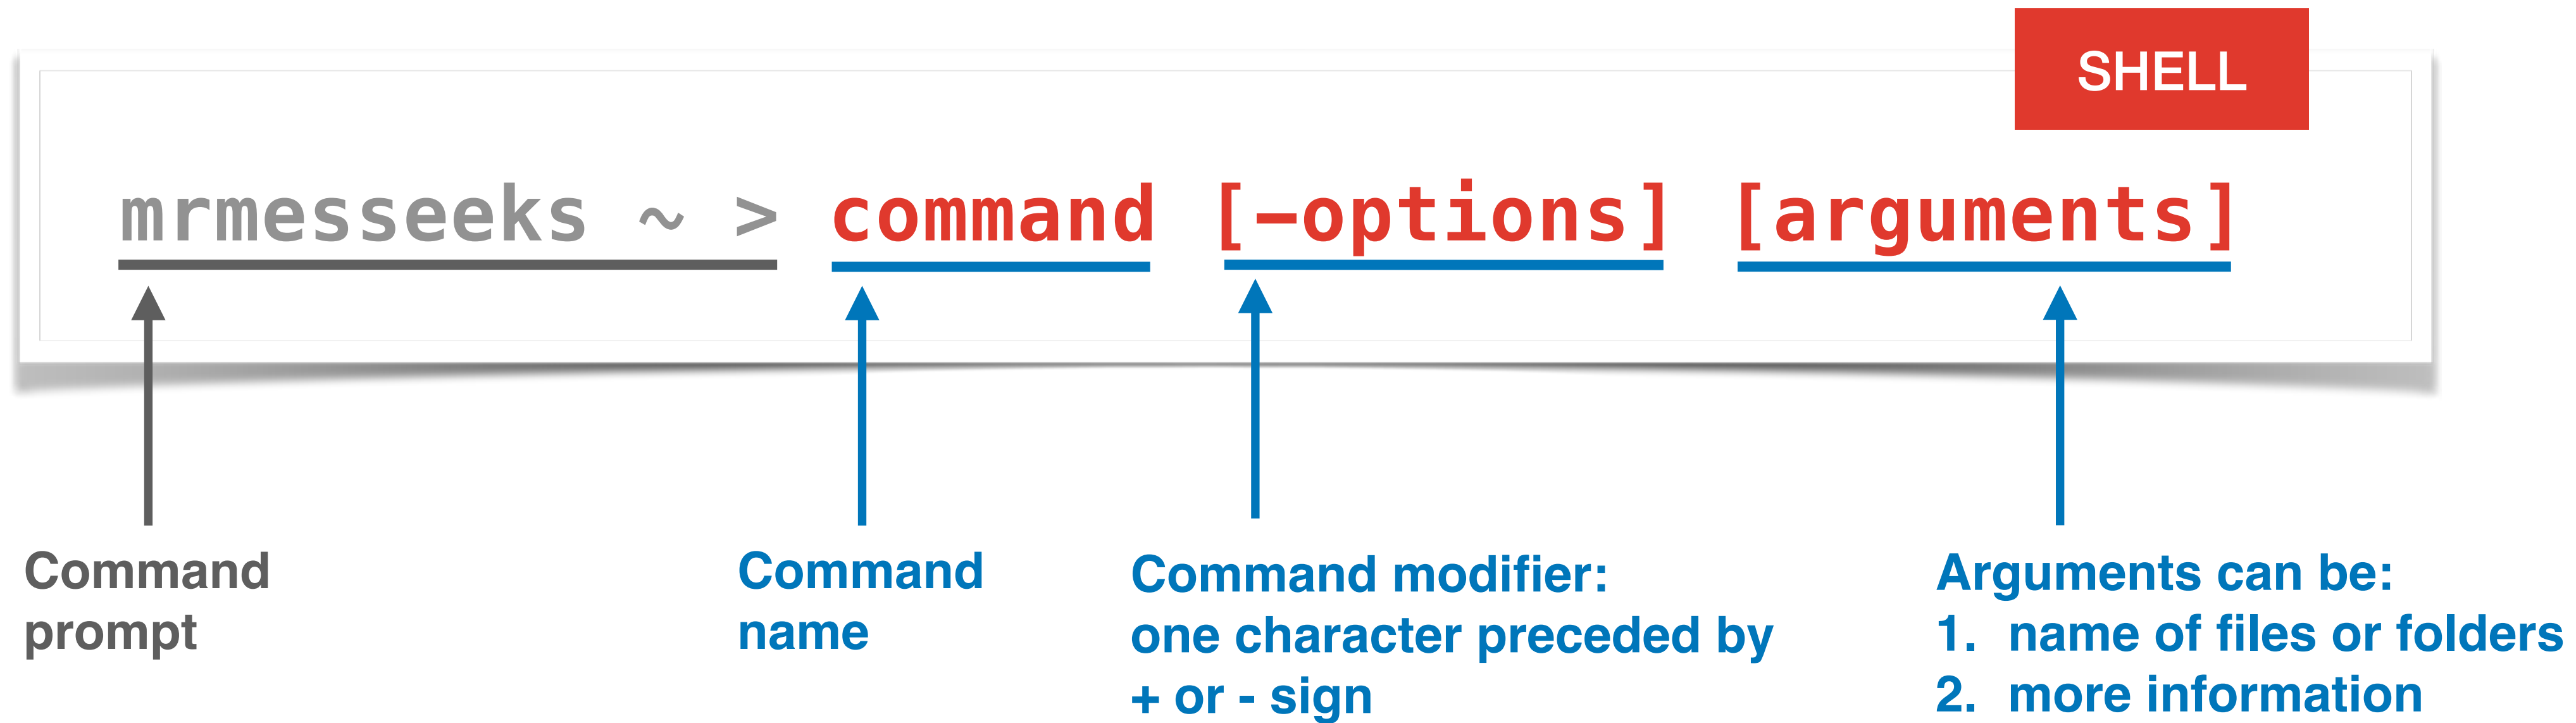 SHELL
mrmesseeks ~ > command [–options] [arguments]
Command
prompt
Command
name
Command modifier:
one character preceded by
+ or - sign
Arguments can be:
1. name of files or folders
2. more information